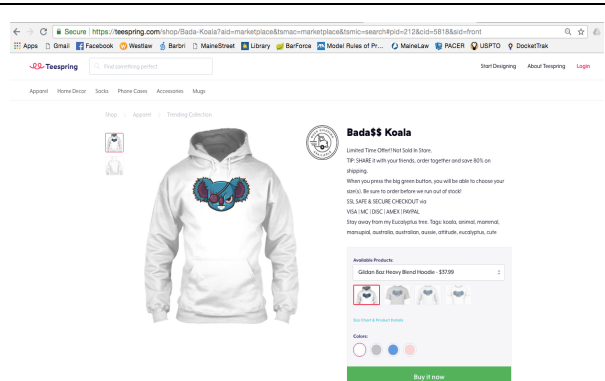 Secure https://teespring.com/shop/Bada-Koala?aid=marketplace&tsmac=marketplace&tsmic=search#pid=212&cid=5818&sid=front
Apps Gmail Facebook Westlaw Barbri MaineStreet Library BarForce Model Rules of Pr... MaineLaw PACER USPTO DocketTrak
Teespring Find something perfect Start Designing About Teespring Login
Apparel Home Decor Socks Phone Cases Accessories Mugs
Shop Apparel Trending Collection
Bada$$ Koala
Limited Time Offer!! Not Sold In Store.
TIP: SHARE it with your friends, order together and save 80% on
shipping.
When you press the big green button, you will be able to choose your
size(s). Be sure to order before we run out of stock!
SSL SAFE & SECURE CHECKOUT via
VISA | MC | DISC | AMEX | PAYPAL
Stay away from my Eucalyptus tree. Tags: koala, animal, mammal,
marsupial, australia, australian, aussie, attitude, eucalyptus, cute
Available Products:
Gildan 8oz Heavy Blend Hoodie - $37.99
Size Chart & Product Details
Colors:
Buy it now